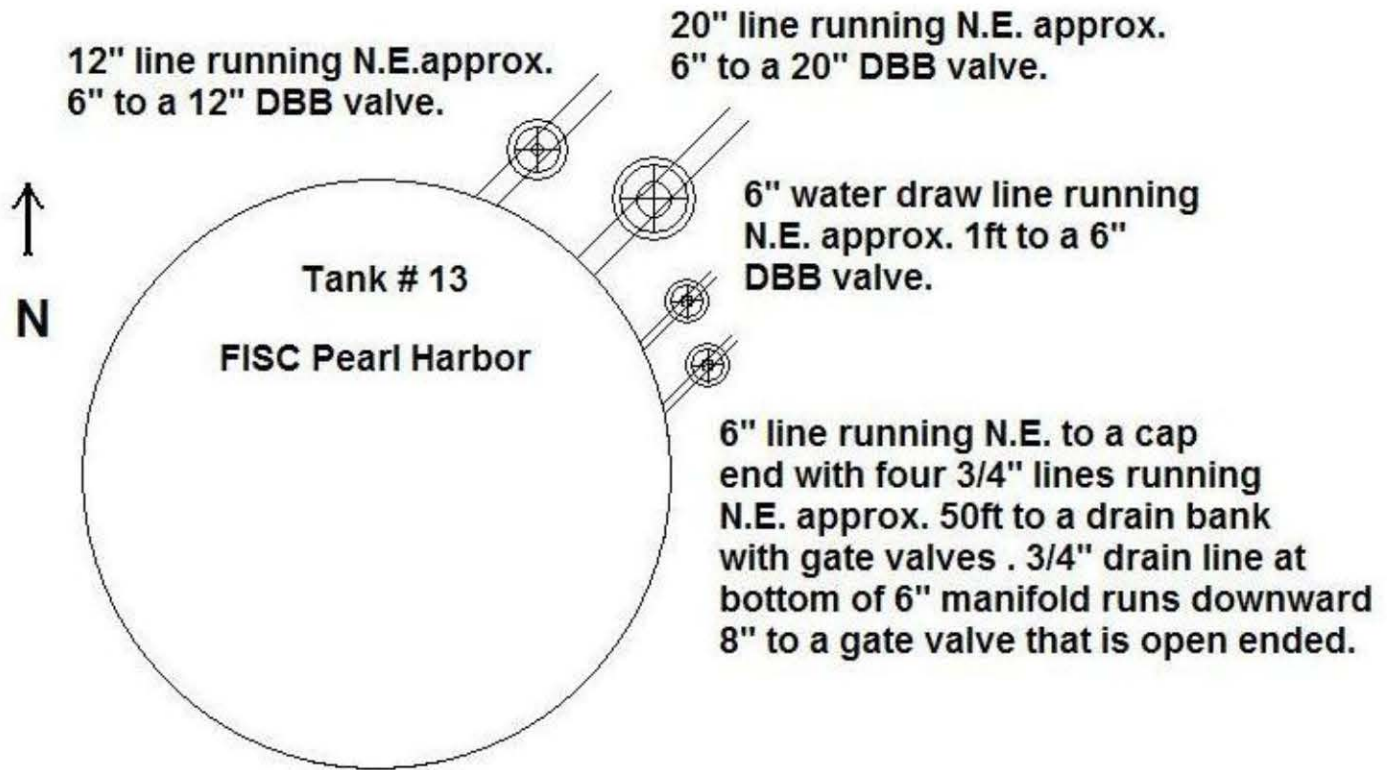 12" line running N.E.approx.
6" to a 12" DBB valve.
20" line running N.E. approx.
6" to a 20" DBB valve.
6" water draw line running
N.E. approx. 1ft to a 6"
DBB valve.
N
Tank # 13
FISC Pearl Harbor
6" line running N.E. to a cap
end with four 3/4" lines running
N.E. approx. 50ft to a drain bank
with gate valves . 3/4" drain line at
bottom of 6" manifold runs downward
8" to a gate valve that is open ended.